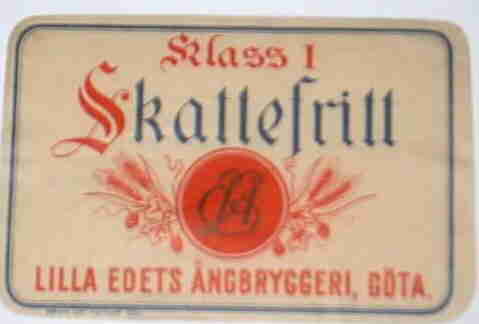 Klass I
Skattefritt
LILLA EDETS ÅNGBRYGGERI, GÖTA.